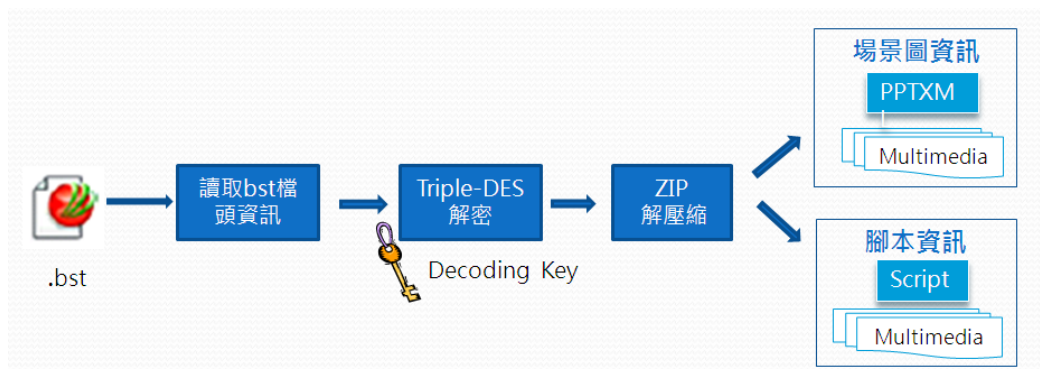 .bst
讀取bst檔
頭資訊
Triple-DES
解密
Decoding Key
ZIP
解壓縮
場景圖資訊
PPTXM
Multimedia
腳本資訊
Script
Multimedia